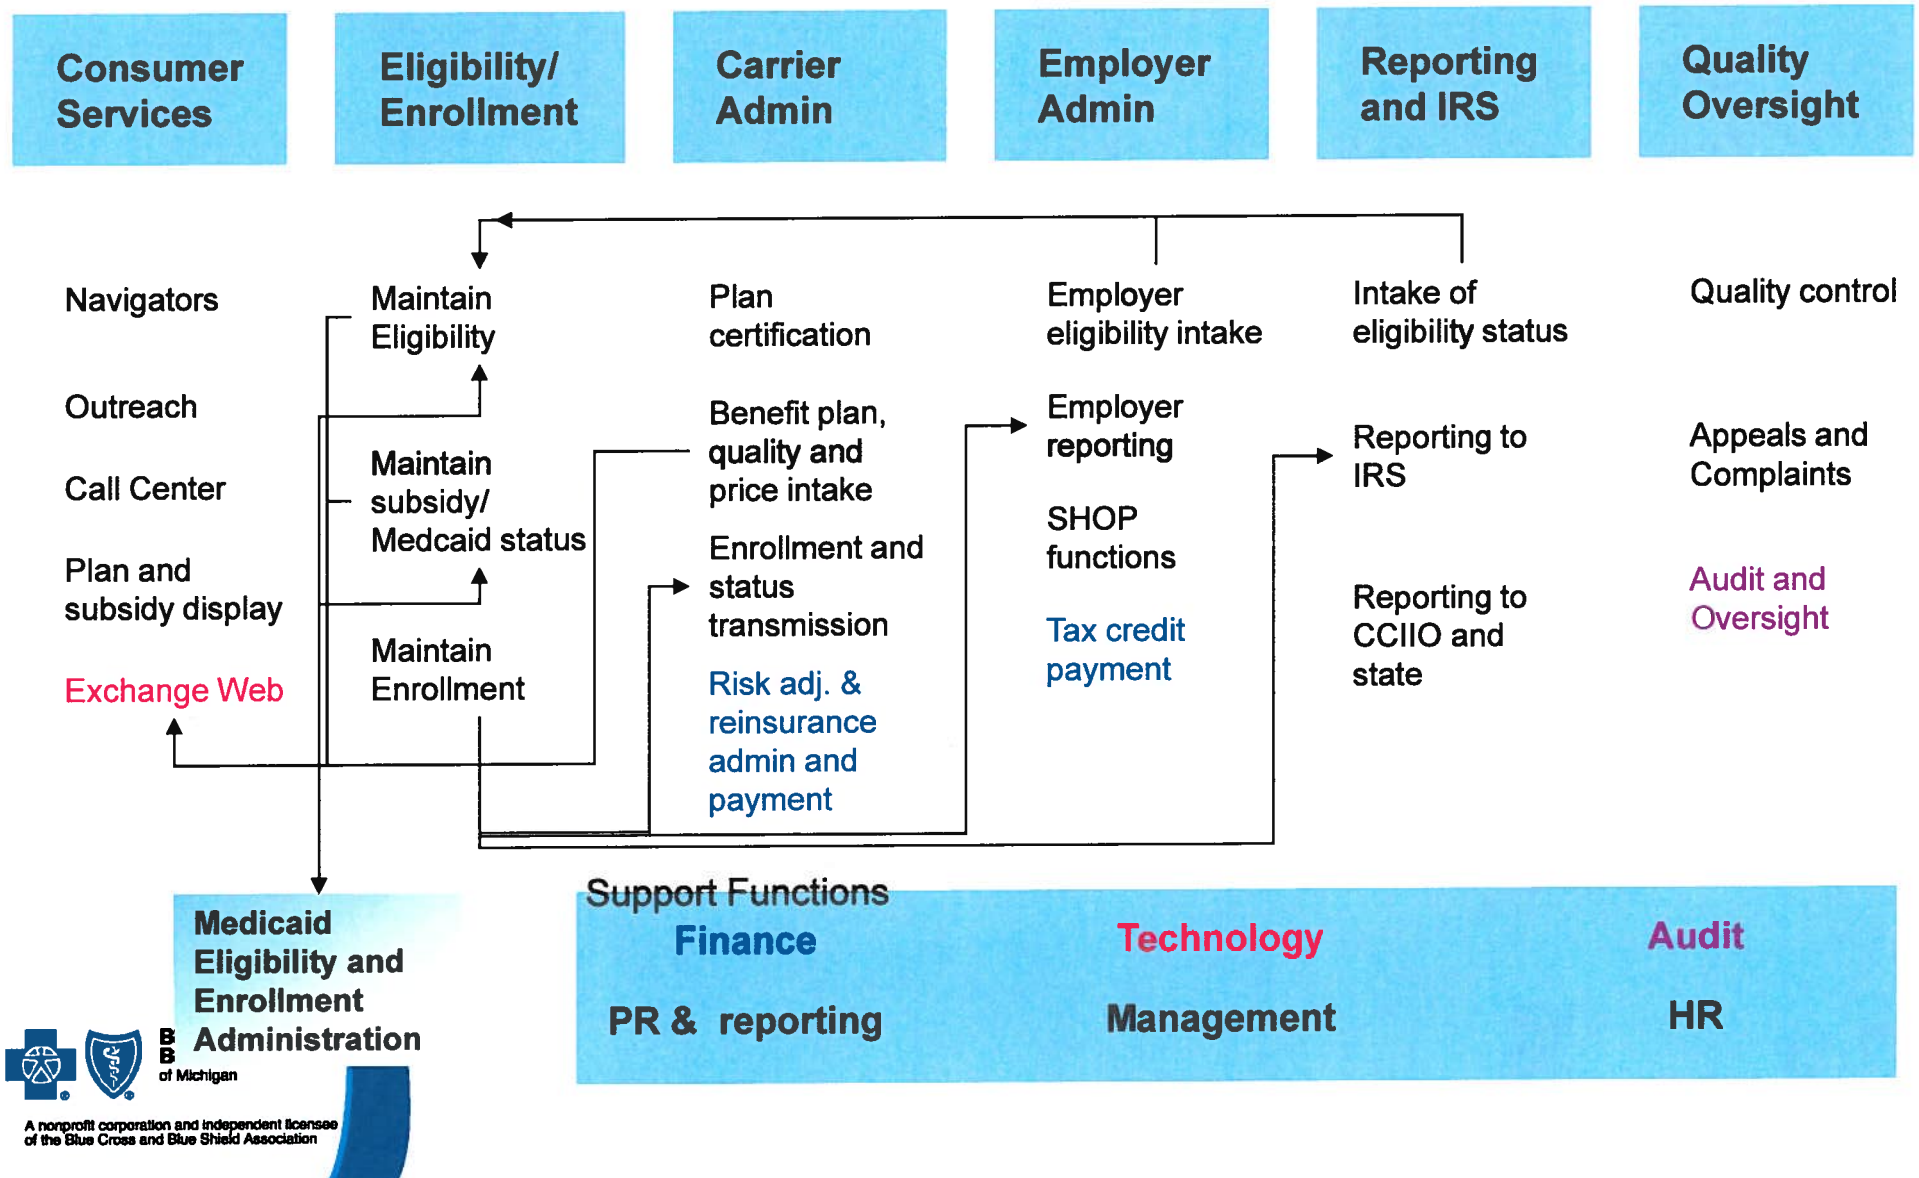 Consumer
Services
Eligibility/
Enrollment
Carrier
Admin
Employer
Admin
Reporting
and IRS
Quality
Oversight
Navigators
Outreach
Call Center
Plan and
subsidy display
Exchange Web
Maintain
Eligibility
Maintain
subsidy/
Medcaid status
Maintain
Enrollment
Plan
certification
Benefit plan,
quality and
price intake
Enrollment and
status
transmission
Risk adj. &
reinsurance
admin and
payment
Employer
eligibility intake
Employer
reporting
SHOP
functions
Tax credit
payment
Intake of
eligibility status
Reporting to
IRS
Reporting to
CCIIO and
state
Quality control
Appeals and
Complaints
Audit and
Oversight
Medicaid
Eligibility and
Enrollment
Administration
Support Functions
Finance
Technology
Audit
PR & reporting
Management
HR
B
B
of Michigan
A nonprofit corporation and independent licensee
of the Blue Cross and Blue Shield Association